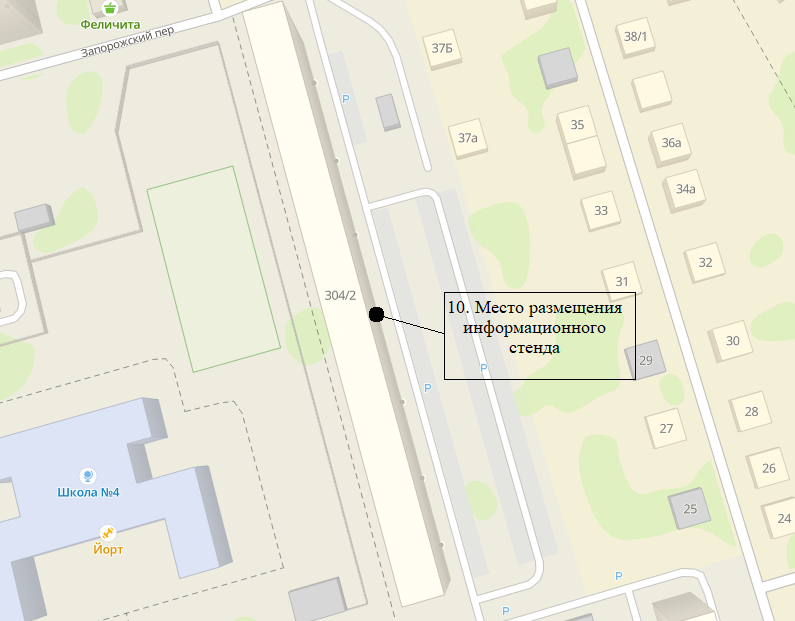 Феличита
Запорожский пер
37Б
38/1
P
37а
35
36а
34а
33
32
304/2
31
10. Место размещения
информационного
стенда
30
29
P
P
28
27
26
Школа №4
25
24
Йорт
P
P